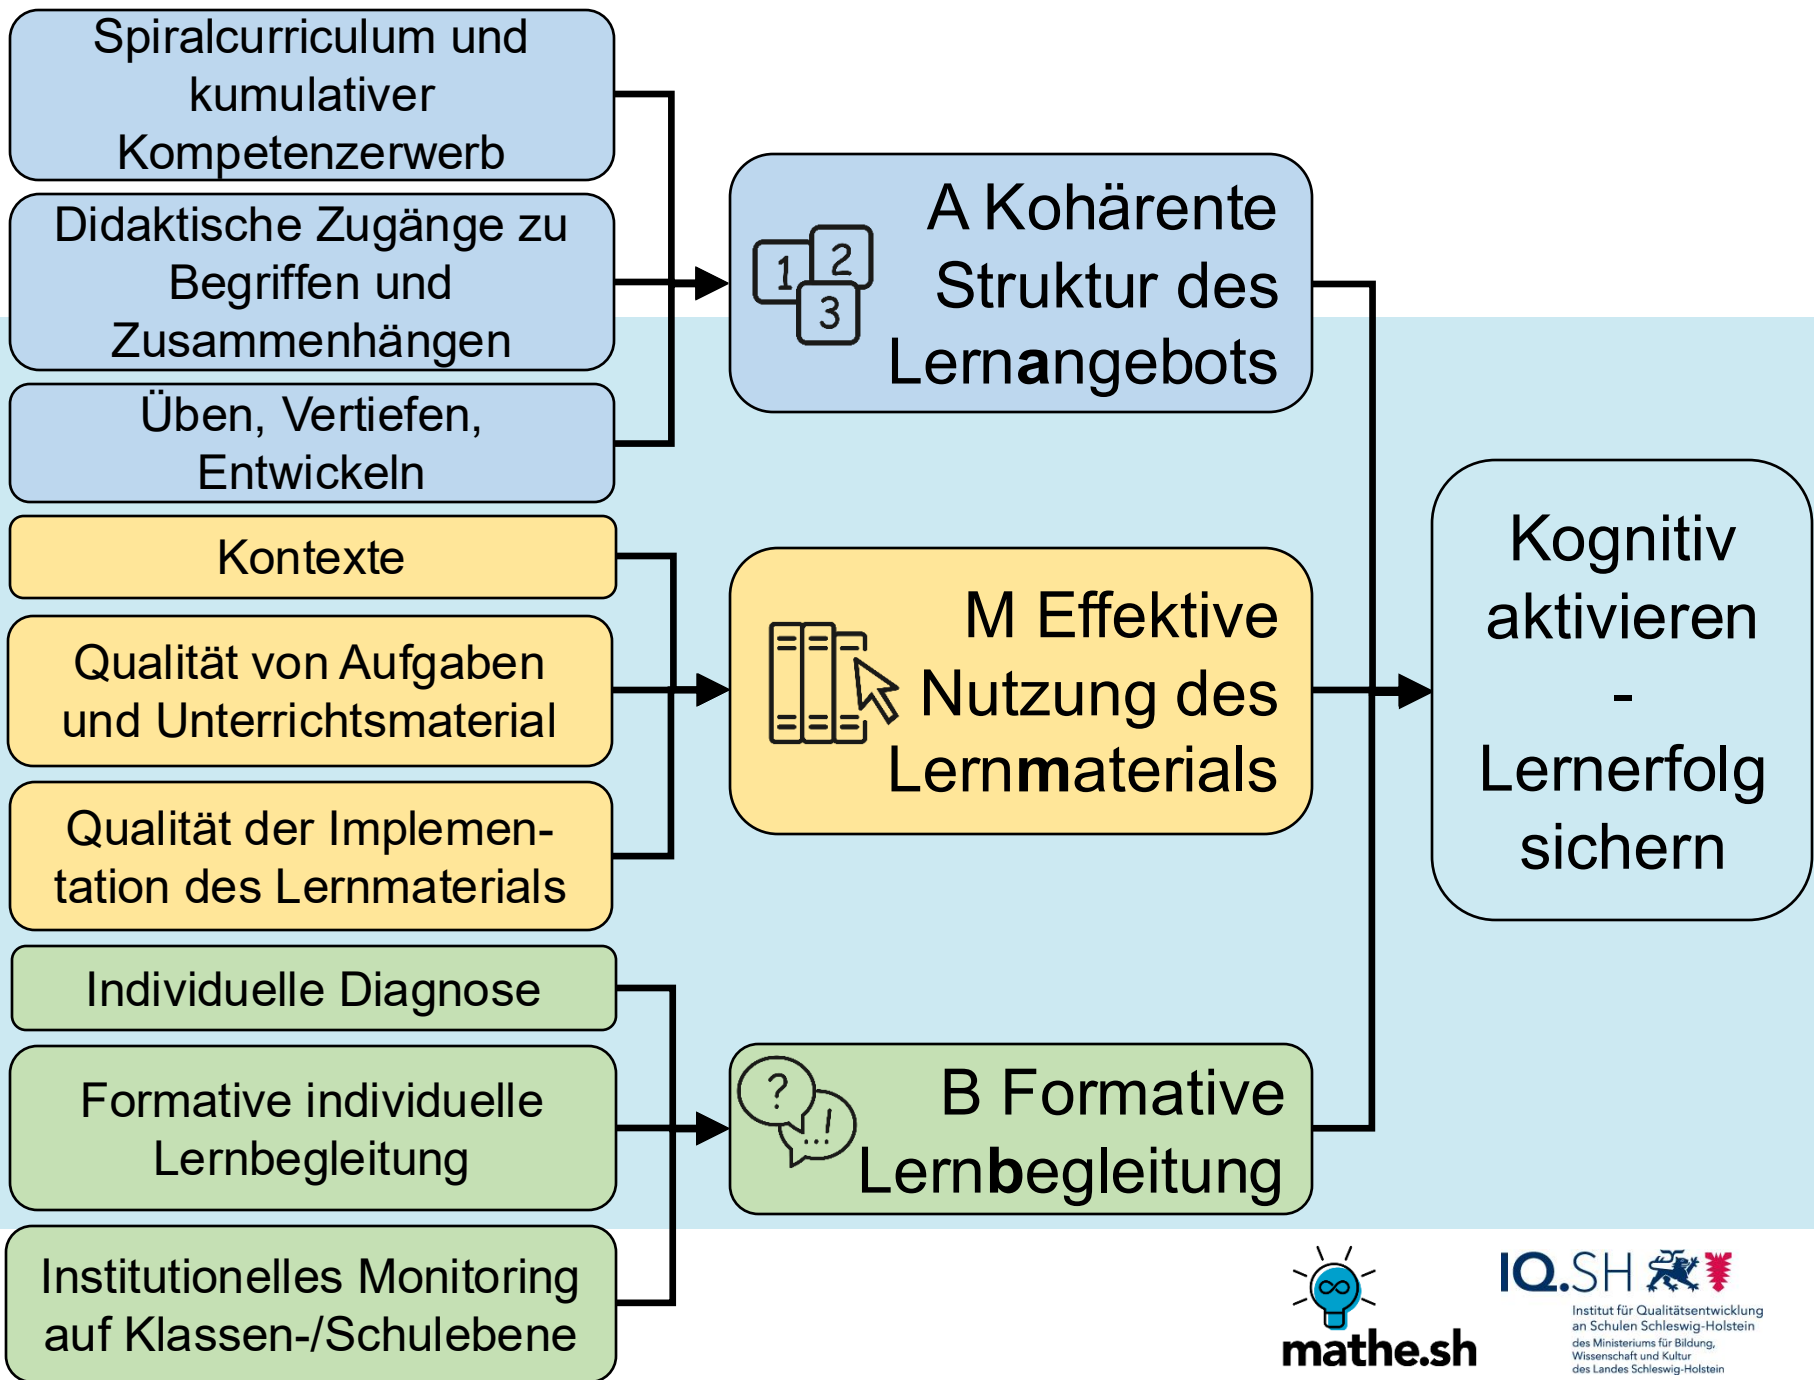 Spiralcurriculum und
kumulativer
Kompetenzerwerb
Didaktische Zugänge zu
Begriffen und
Zusammenhängen
Üben, Vertiefen,
Entwickeln
Kontexte
Qualität von Aufgaben
und Unterrichtsmaterial
Qualität der Implemen-
tation des Lernmaterials
Individuelle Diagnose
Formative individuelle
Lernbegleitung
Institutionelles Monitoring
auf Klassen-/Schulebene
1 2
3
A Kohärente
Struktur des
Lernangebots
M Effektive
Nutzung des
Lernmaterials
?
...!
B Formative
Lernbegleitung
Kognitiv
aktivieren
-
Lernerfolg
sichern
∞
mathe.sh
IQ.SH
Institut für Qualitätsentwicklung
an Schulen Schleswig-Holstein
des Ministeriums für Bildung,
Wissenschaft und Kultur
des Landes Schleswig-Holstein